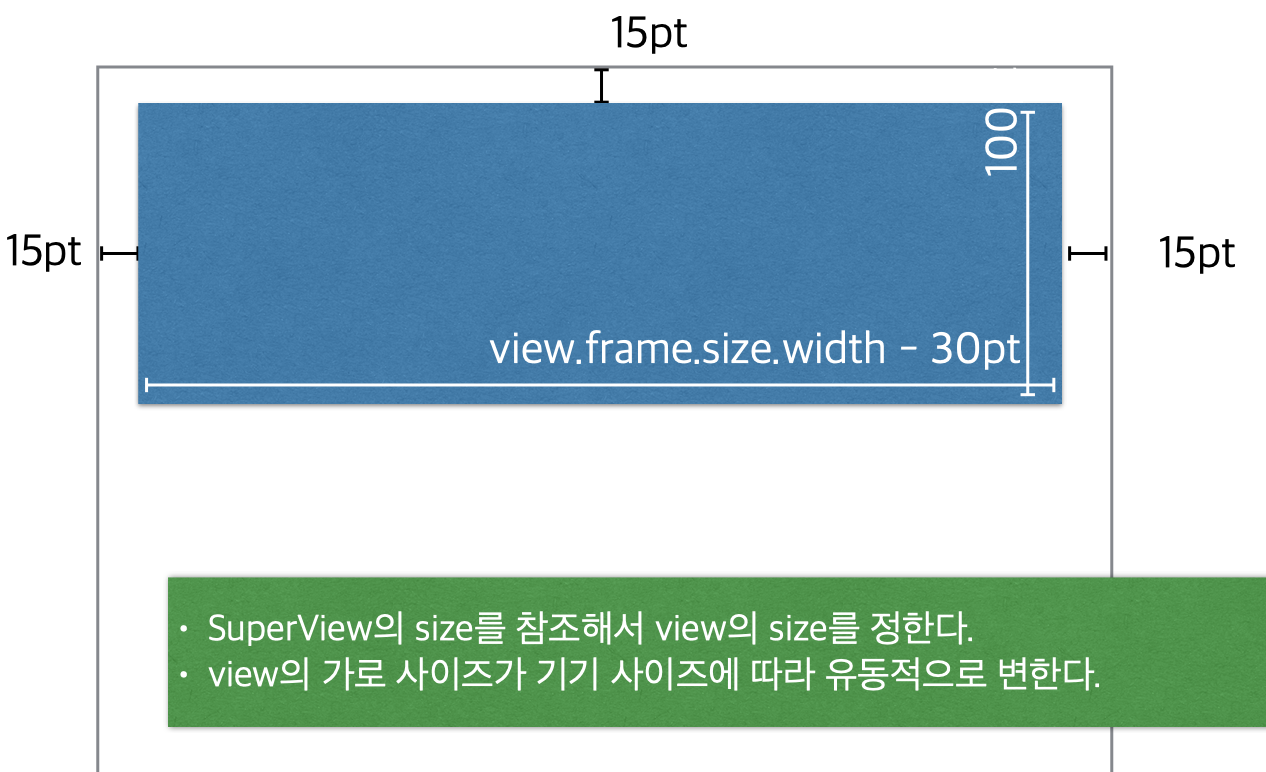 15pt
100
15pt
15pt
view.frame.size.width - 30pt
• SuperView의 size를 참조해서 view의 size를 정한다.
• view의 가로 사이즈가 기기 사이즈에 따라 유동적으로 변한다.